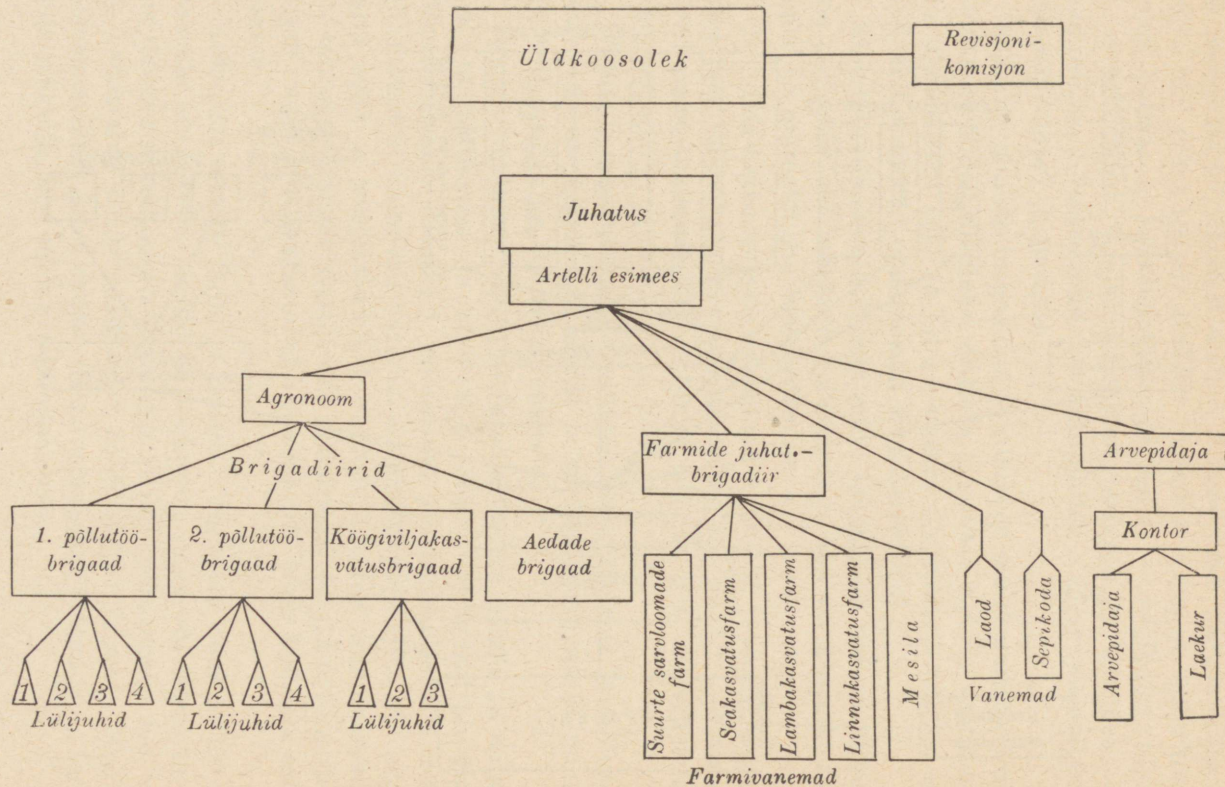 Üldkoosolek
Revisjoni-
komisjon
Juhatus
Artelli esimees
Agronoom
Farmide juhat.-
brigadiir
Arvepidaja
Brigadiirid
1. põllutöö-
brigaad
2. põllutöö-
brigaad
Köögiviljakas-
vatusbrigaad
Aedade
brigaad
Kontor
Suurte sarvloomade
farm
Seakasvatusfarm
Lambakasvatusfarm
Linnukasvatusfarm
Mesila
Laod
Sepikoda
Arvepidaja
Laekur
1 2 3 4
1 2 3 4
1 2 3
Lülijuhid
Lülijuhid
Lülijuhid
Vanemad
Farmivanemad